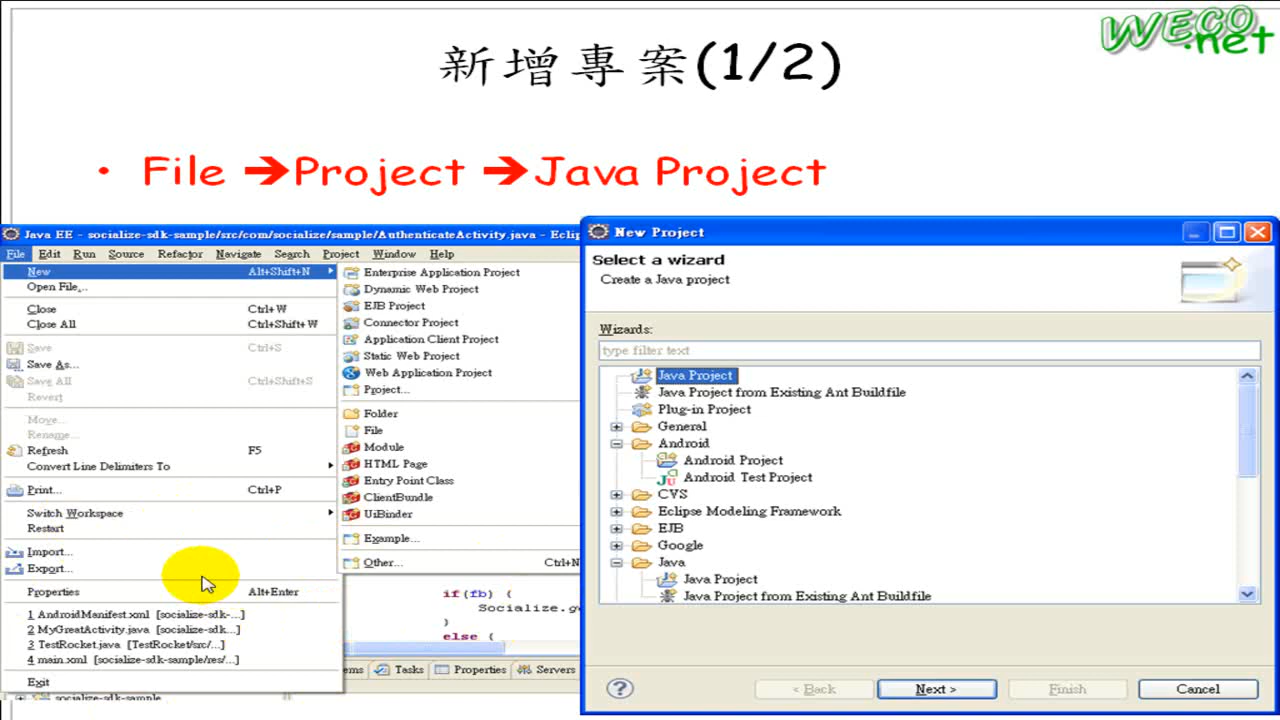 WECO.net
新增專案(1/2)
• File ➔Project ➔Java Project
Java EE - socialize-sdk-sample/src/com/socialize/sample/AuthenticateActivity.java - Eclip
File Edit Run Source Refactor Navigate Search Project Window Help
New Alt+Shift+N
Open File...
Close Ctrl+W
Close All Ctrl+Shift+W
Save Ctrl+S
Save As...
Save All Ctrl+Shift+S
Revert
Move...
Rename...
Refresh F5
Convert Line Delimiters To
Print... Ctrl+P
Switch Workspace
Restart
Import...
Export...
Properties Alt+Enter
1 AndroidManifest.xml [socialize-sdk-...]
2 MyGreatActivity.java [socialize-sdk...]
3 TestRocket.java [TestRocket/src/...]
4 main.xml [socialize-sdk-sample/res/...]
Exit
socialize-sdk-sample
Enterprise Application Project
Dynamic Web Project
EJB Project
Connector Project
Application Client Project
Static Web Project
Web Application Project
Project...
Folder
File
Module
HTML Page
Entry Point Class
ClientBundle
UiBinder
Example...
Other... Ctrl+N
if(fb) {
Socialize.ge
}
else {
ems Tasks Properties Servers
New Project
Select a wizard
Create a Java project
Wizards:
type filter text
Java Project
Java Project from Existing Ant Buildfile
Plug-in Project
General
Android
Android Project
Android Test Project
CVS
Eclipse Modeling Framework
EJB
Google
Java
Java Project
Java Project from Existing Ant Buildfile
? < Back Next > Finish Cancel